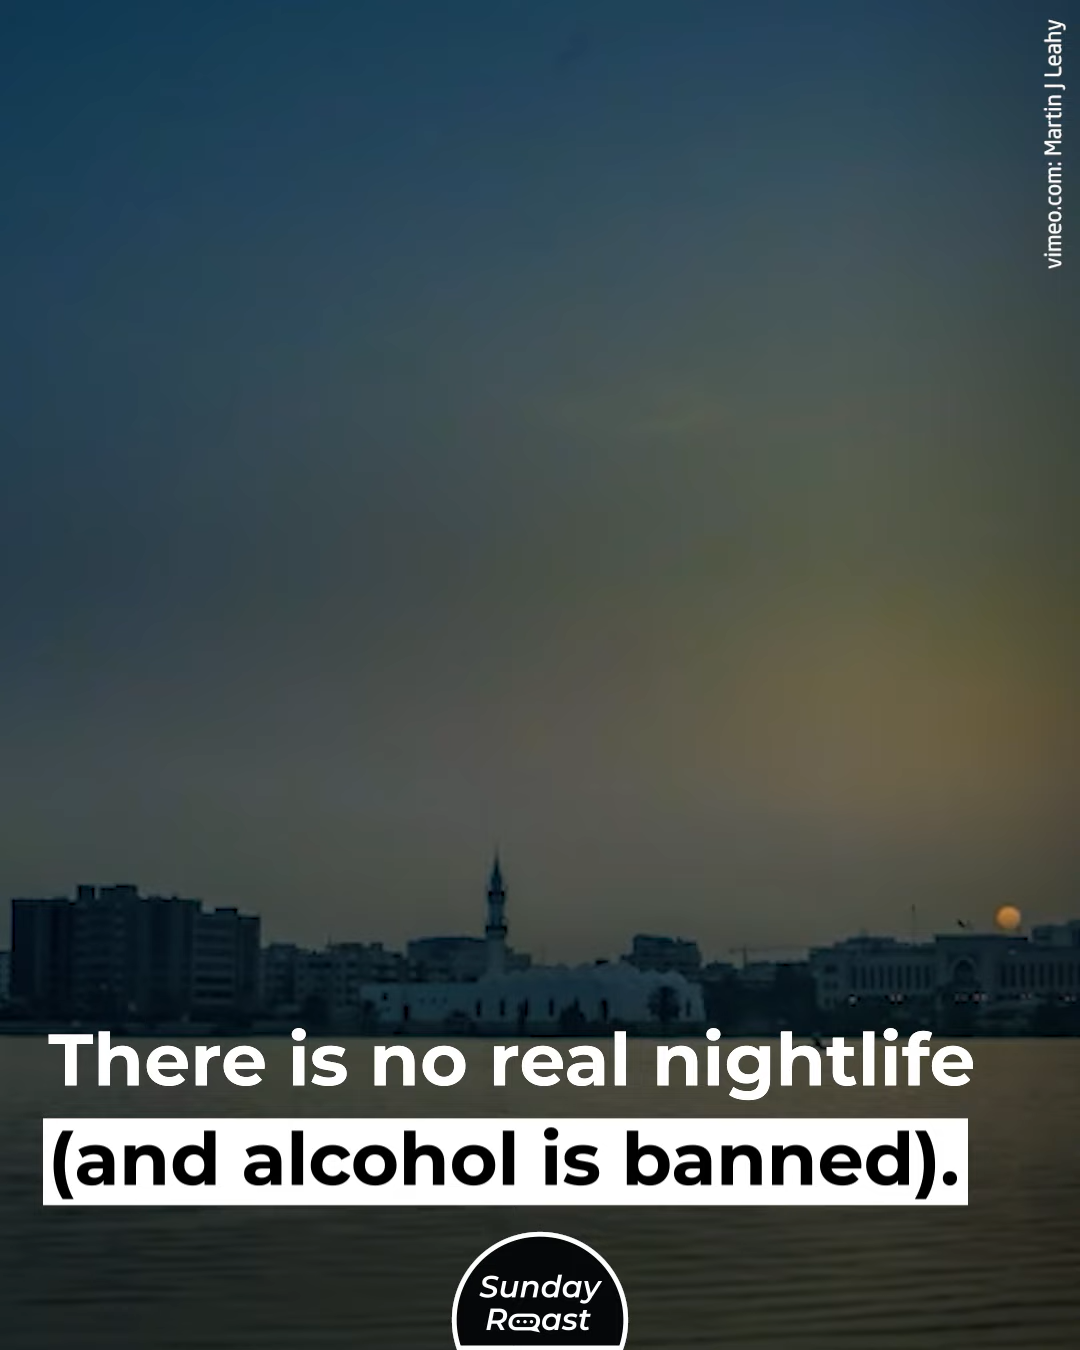 vimeo.com: Martin J Leahy
There is no real nightlife
(and alcohol is banned).
Sunday
Roast